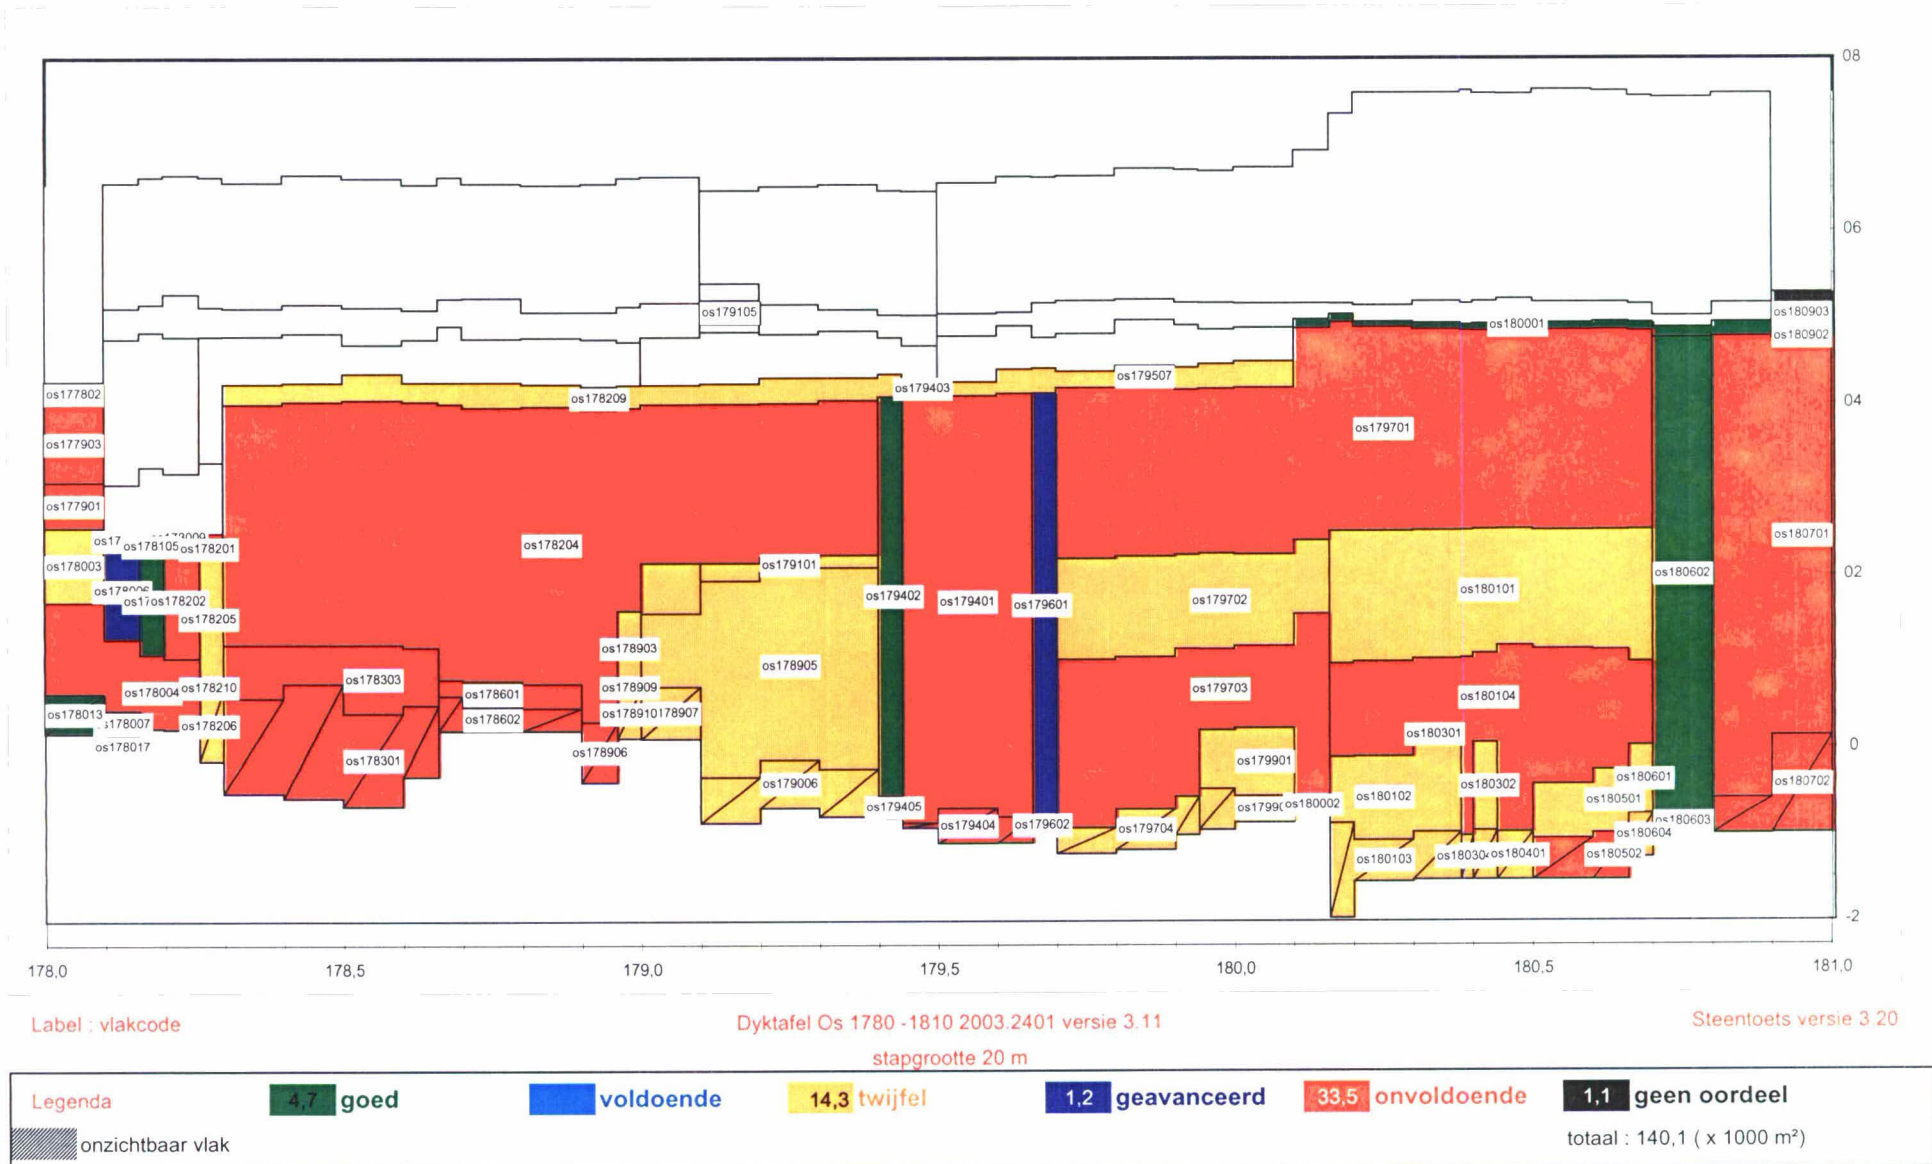 08
06
os179105
os180903
os180001
os180902
os177802
os179403
os179507
os178209
04
os177903
os179701
os177901
os178105
os178201
os178204
os180701
os179101
os178003
os180602
02
os178202
os179402
os179401
os179601
os179702
os180101
os178205
os178903
os178905
os178303
os178004
os178210
os178601
os178909
os179703
os180104
os178013
os178602
os178910
178907
s178007
os178206
os180301
os178017
os178906
os178301
os179901
0
os179006
os180302
os180601
os180702
os180102
os180501
os179405
os180002
os179404
os179602
os179704
os180603
os180604
os180103
os18030
os180401
os180502
-2
178,0 178,5 179,0 179,5 180,0 180,5 181,0
Label : vlakcode Dyktafel Os 1780 -1810 2003.2401 versie 3.11 Steentoets versie 3.20
stapgrootte 20 m
Legenda 4,7 goed voldoende 14,3 twijfel 1,2 geavanceerd 33,5 onvoldoende 1,1 geen oordeel
onzichtbaar vlak totaal : 140,1 ( x 1000 m²)